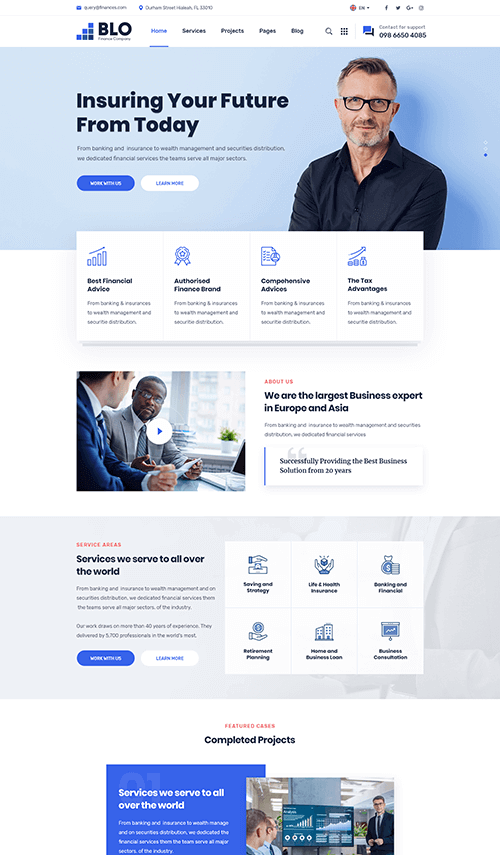 query@finances.com
Durham Street Hialeah, FL 33010
EN
BLO
Finance Company
Home
Services
Projects
Pages
Blog
Contact for support
098 6650 4085
Insuring Your Future
From Today
From banking and insurance to wealth management and securities distribution,
we dedicated financial services the teams serve all major sectors.
WORK WITH US
LEARN MORE
Best Financial
Advice
From banking & insurances
to wealth management and
securitie distribution.
Authorised
Finance Brand
From banking & insurances
to wealth management and
securitie distribution.
Compehensive
Advices
From banking & insurances
to wealth management and
securitie distribution.
The Tax
Advantages
From banking & insurances
to wealth management and
securitie distribution.
ABOUT US
We are the largest Business expert
in Europe and Asia
From banking and insurance to wealth management and securities
distribution, we dedicated financial services
Successfully Providing the Best Business
Solution from 20 years
SERVICE AREAS
Services we serve to all over
the world
From banking and insurance to wealth management and on
securities distribution, we dedicated financial services them
the teams serve all major sectors. of the industry.
Our work draws on more than 40 years of experience. They
delivered by 5,700 professionals in the world's most.
WORK WITH US
LEARN MORE
Saving and
Strategy
Life & Health
Insurance
Banking and
Financial
Retirement
Planning
Home and
Business Loan
Business
Consultation
FEATURED CASES
Completed Projects
01
Services we serve to all over
the world
From banking and insurance to wealth manage
and on securities distribution, we dedicated the
financial services them the teams serve all major
sectors. of the industry.
Analysis